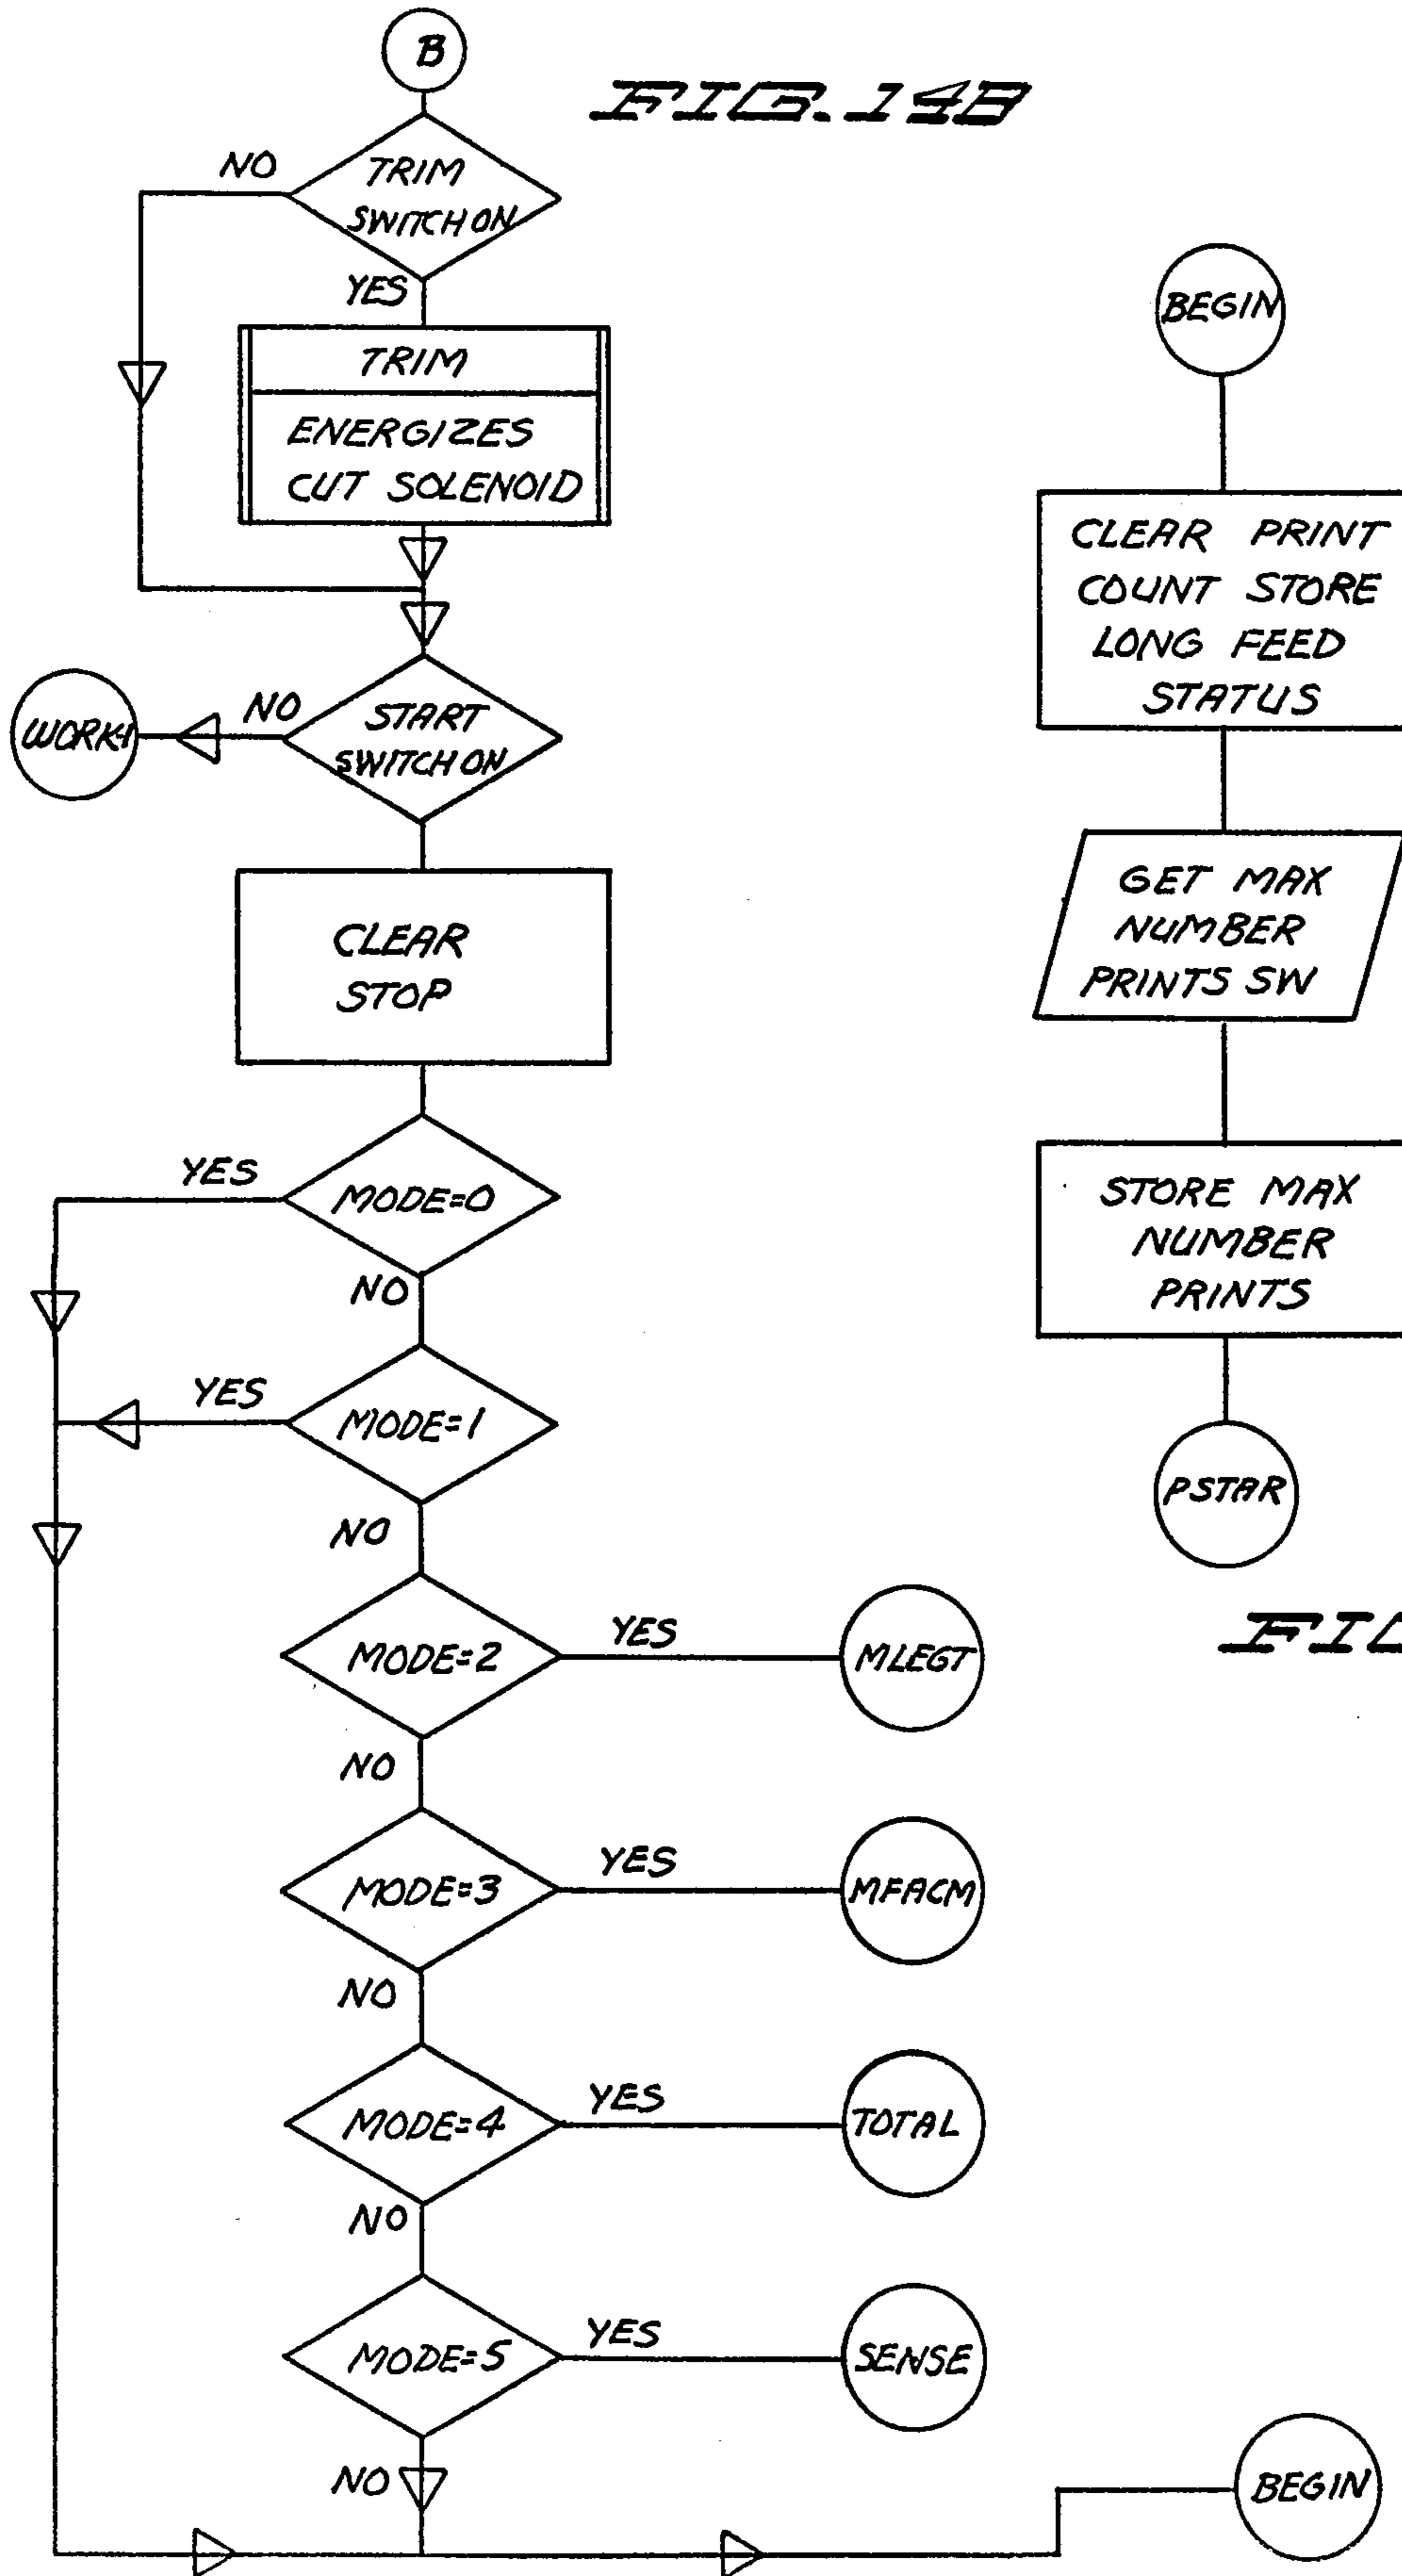 B
FIG. 14B
NO
TRIM
SWITCH ON
YES
TRIM
ENERGIZES
CUT SOLENOID
WORK-1
NO
START
SWITCH ON
CLEAR
STOP
YES
MODE=0
NO
YES
MODE=1
NO
MODE=2
YES
MLEGT
NO
MODE=3
YES
MFACM
NO
MODE=4
YES
TOTAL
NO
MODE=5
YES
SENSE
NO
BEGIN
BEGIN
CLEAR PRINT
COUNT STORE
LONG FEED
STATUS
GET MAX
NUMBER
PRINTS SW
STORE MAX
NUMBER
PRINTS
PSTAR